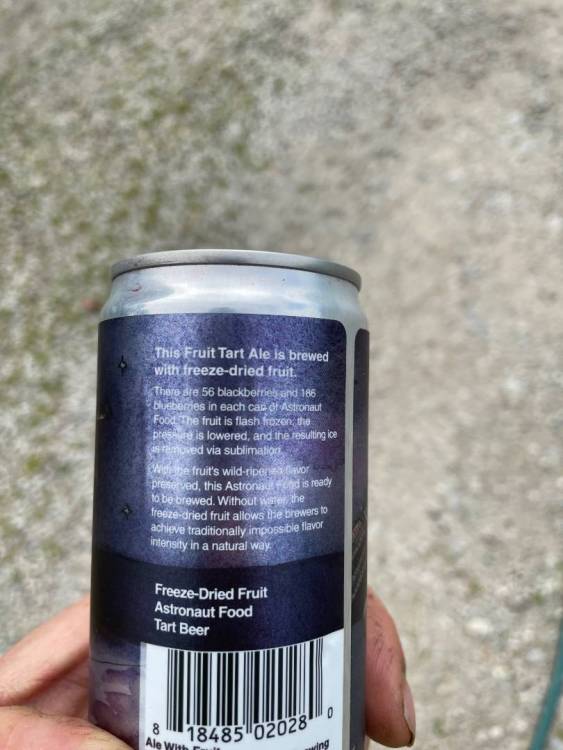 This Fruit Tart Ale is brewed
with freeze-dried fruit.
There are 56 blackberries and 186
blueberries in each can of Astronaut
Food. The fruit is flash frozen, the
pressure is lowered, and the resulting ice
is removed via sublimation.
With the fruit's wild-ripened flavor
preserved, this Astronaut Food is ready
to be brewed. Without water, the
freeze-dried fruit allows the brewers to
achieve traditionally impossible flavor
intensity in a natural way.
Freeze-Dried Fruit
Astronaut Food
Tart Beer
8 18485 02028 0
Ale With